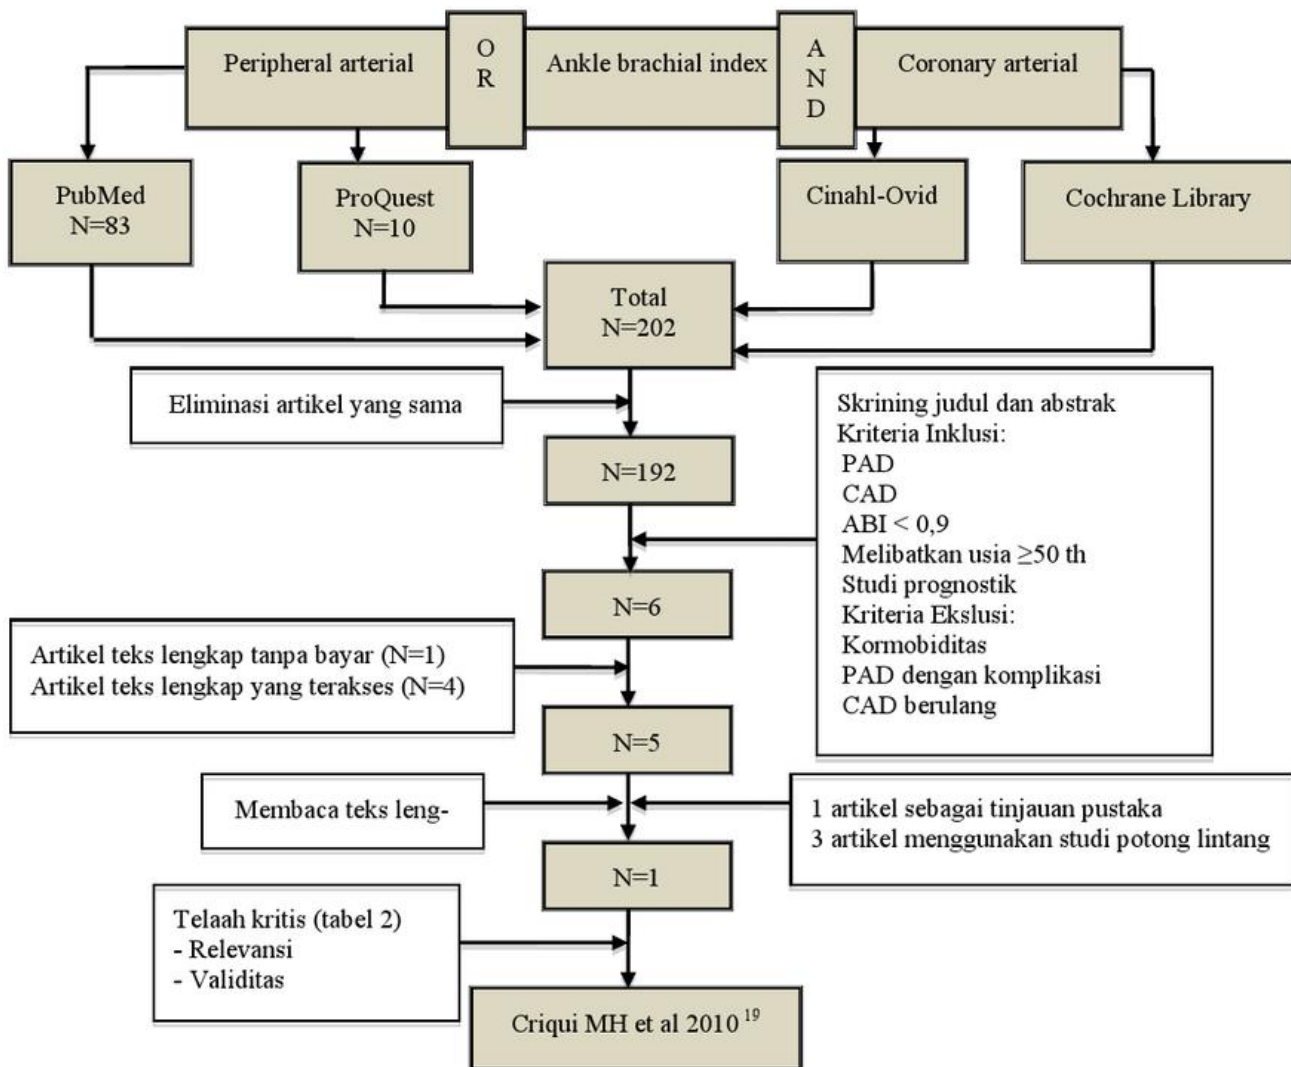 Peripheral arterial
O
R
Ankle brachial index
A
N
D
Coronary arterial
PubMed
N=83
ProQuest
N=10
Cinahl-Ovid
Cochrane Library
Total
N=202
Eliminasi artikel yang sama
N=192
Skrining judul dan abstrak
Kriteria Inklusi:
PAD
CAD
ABI < 0,9
Melibatkan usia ≥50 th
Studi prognostik
Kriteria Ekslusi:
Kormobiditas
PAD dengan komplikasi
CAD berulang
N=6
Artikel teks lengkap tanpa bayar (N=1)
Artikel teks lengkap yang terakses (N=4)
N=5
Membaca teks leng-
1 artikel sebagai tinjauan pustaka
3 artikel menggunakan studi potong lintang
N=1
Telaah kritis (tabel 2)
- Relevansi
- Validitas
Criqui MH et al 2010 19